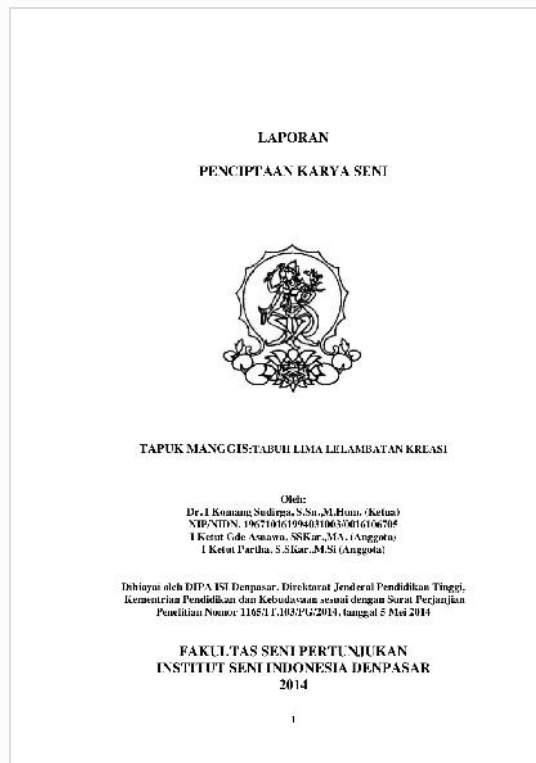 LAPORAN
PENCIPTAAN KARYA SENI
TAPUK MANGGIS:TABUH LIMA LELAMBATAN KREASI
Oleh:
Dr. I Komang Sudirga, S.Sn.,M.Hum. (Ketua)
NIP/NIDN. 196710161994031003/0016106705
I Ketut Gde Asnawa, SSKar.,MA. (Anggota)
I Ketut Partha, S.SKar.,M.Si (Anggota)
Dibiayai oleh DIPA ISI Denpasar, Direktorat Jenderal Pendidikan Tinggi,
Kementrian Pendidikan dan Kebudayaan sesuai dengan Surat Perjanjian
Penelitian Nomor 1165/IT.103/PG/2014, tanggal 5 Mei 2014
FAKULTAS SENI PERTUNJUKAN
INSTITUT SENI INDONESIA DENPASAR
2014
1